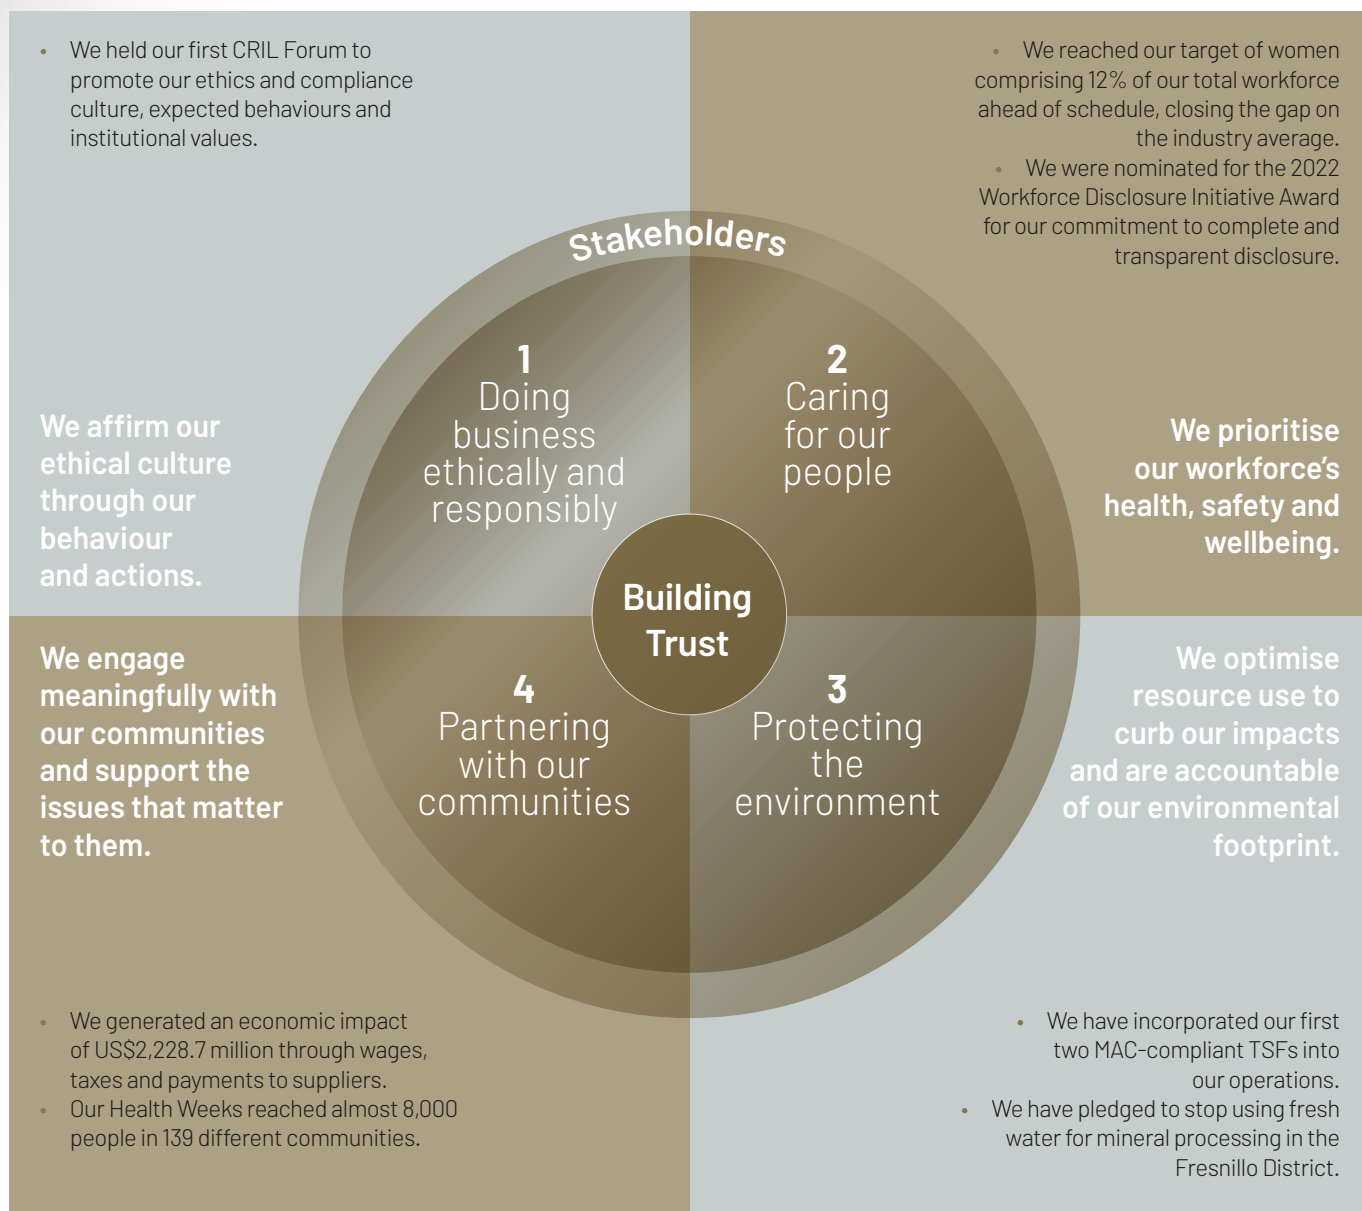 • We held our first CRIL Forum to
promote our ethics and compliance
culture, expected behaviours and
institutional values.
• We reached our target of women
comprising 12% of our total workforce
ahead of schedule, closing the gap on
the industry average.
• We were nominated for the 2022
Workforce Disclosure Initiative Award
for our commitment to complete and
transparent disclosure.
Stakeholders
We affirm our
ethical culture
through our
behaviour
and actions.
1
Doing
business
ethically and
responsibly
2
Caring
for our
people
We prioritise
our workforce's
health, safety and
wellbeing.
Building
Trust
We engage
meaningfully with
our communities
and support the
issues that matter
to them.
4
Partnering
with our
communities
3
Protecting
the
environment
We optimise
resource use to
curb our impacts
and are accountable
of our environmental
footprint.
• We generated an economic impact
of US$2,228.7 million through wages,
taxes and payments to suppliers.
• Our Health Weeks reached almost 8,000
people in 139 different communities.
• We have incorporated our first
two MAC-compliant TSFs into
our operations.
• We have pledged to stop using fresh
water for mineral processing in the
Fresnillo District.